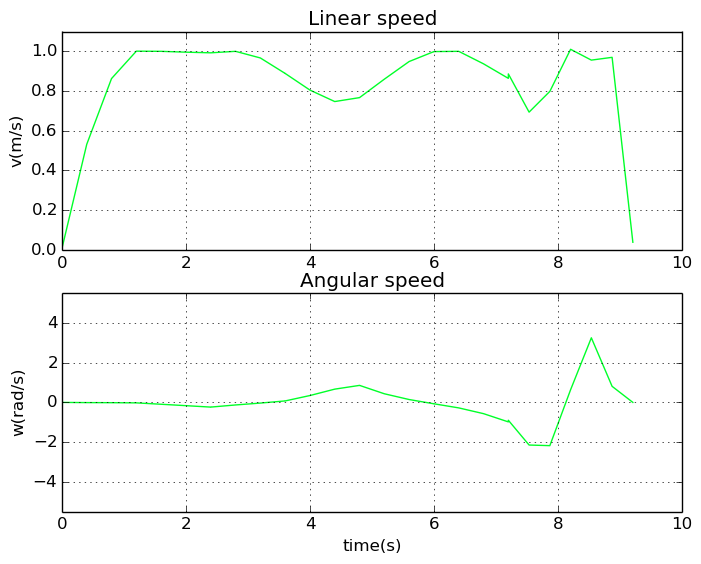 Linear speed
1.0
0.8
0.6
0.4
0.2
0.0
v(m/s)
0 2 4 6 8 10
Angular speed
4
2
0
−2
−4
w(rad/s)
0 2 4 6 8 10
time(s)